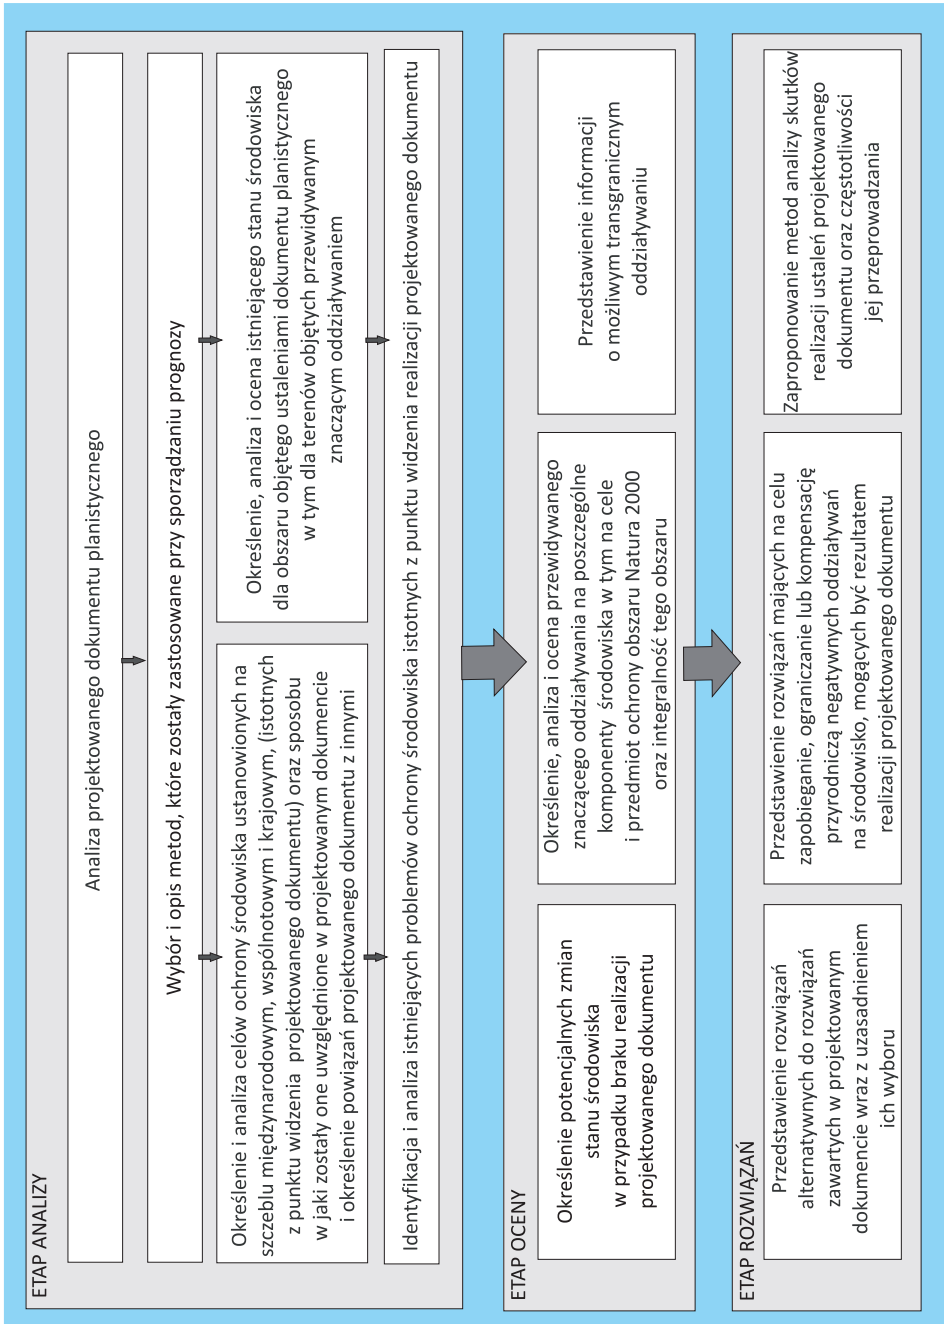 ETAP ANALIZY
Analiza projektowanego dokumentu planistycznego
Wybór i opis metod, które zostały zastosowane przy sporządzaniu prognozy
Określenie i analiza celów ochrony środowiska ustanowionych na
szczeblu międzynarodowym, wspólnotowym i krajowym, (istotnych
z punktu widzenia projektowanego dokumentu) oraz sposobu
w jaki zostały one uwzględnione w projektowanym dokumencie
i określenie powiązań projektowanego dokumentu z innymi
Określenie, analiza i ocena istniejącego stanu środowiska
dla obszaru objętego ustaleniami dokumentu planistycznego
w tym dla terenów objętych przewidywanym
znaczącym oddziaływaniem
Identyfikacja i analiza istniejących problemów ochrony środowiska istotnych z punktu widzenia realizacji projektowanego dokumentu
ETAP OCENY
Określenie potencjalnych zmian
stanu środowiska
w przypadku braku realizacji
projektowanego dokumentu
Określenie, analiza i ocena przewidywanego
znaczącego oddziaływania na poszczególne
komponenty środowiska w tym na cele
i przedmiot ochrony obszaru Natura 2000
oraz integralność tego obszaru
Przedstawienie informacji
o możliwym transgranicznym
oddziaływaniu
ETAP ROZWIĄZAŃ
Przedstawienie rozwiązań
alternatywnych do rozwiązań
zawartych w projektowanym
dokumencie wraz z uzasadnieniem
ich wyboru
Przedstawienie rozwiązań mających na celu
zapobieganie, ograniczanie lub kompensację
przyrodniczą negatywnych oddziaływań
na środowisko, mogących być rezultatem
realizacji projektowanego dokumentu
Zaproponowanie metod analizy skutków
realizacji ustaleń projektowanego
dokumentu oraz częstotliwości
jej przeprowadzania